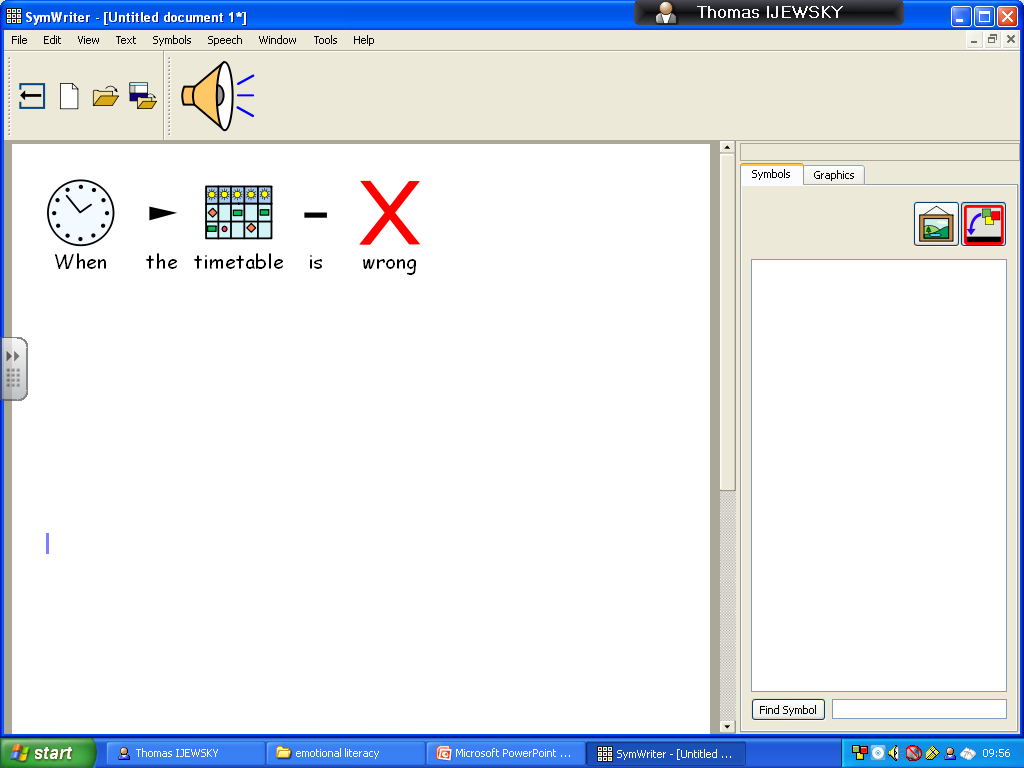 SymWriter - [Untitled document 1*]
Thomas IJEWSKY
File Edit View Text Symbols Speech Window Tools Help
Symbols Graphics
When the timetable is wrong
Find Symbol
start Thomas IJEWSKY emotional literacy Microsoft PowerPoint ... SymWriter - [Untitled ... 09:56